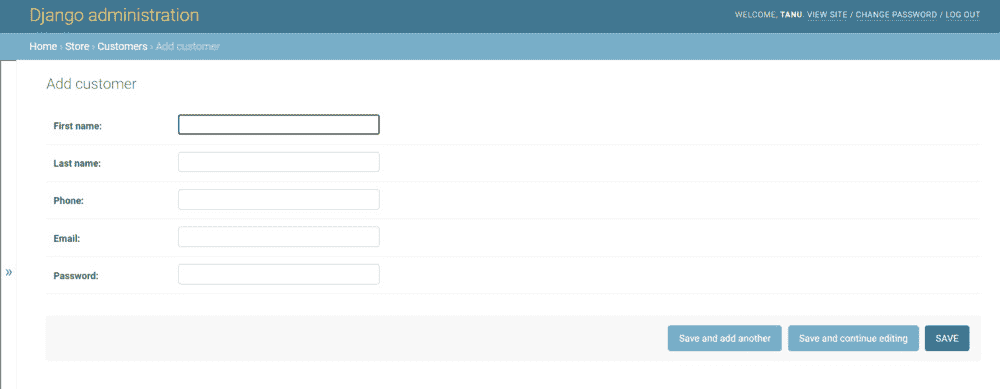 Django administration
WELCOME, TANU. VIEW SITE / CHANGE PASSWORD / LOG OUT
Home › Store › Customers › Add customer
Add customer
First name:
Last name:
Phone:
Email:
Password:
»
Save and add another
Save and continue editing
SAVE